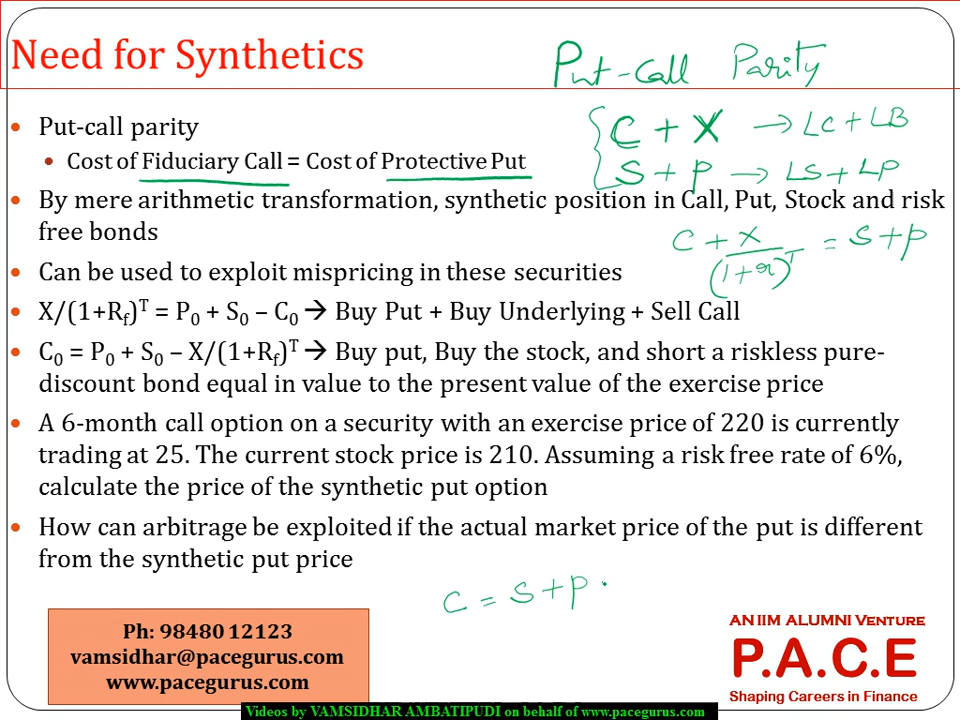 Need for Synthetics
Put-Call Parity
• Put-call parity
• Cost of Fiduciary Call = Cost of Protective Put
C + X → LC + LB
S + P → LS + LP
• By mere arithmetic transformation, synthetic position in Call, Put, Stock and risk
free bonds
C + X/(1+r)^T = S+P
• Can be used to exploit mispricing in these securities
• X/(1+Rf)^T = P0 + S0 – C0 → Buy Put + Buy Underlying + Sell Call
• C0 = P0 + S0 – X/(1+Rf)^T → Buy put, Buy the stock, and short a riskless pure-
discount bond equal in value to the present value of the exercise price
• A 6-month call option on a security with an exercise price of 220 is currently
trading at 25. The current stock price is 210. Assuming a risk free rate of 6%,
calculate the price of the synthetic put option
• How can arbitrage be exploited if the actual market price of the put is different
from the synthetic put price
C = S+P
Ph: 98480 12123
vamsidhar@pacegurus.com
www.pacegurus.com
AN IIM ALUMNI VENTURE
P.A.C.E
Shaping Careers in Finance
Videos by VAMSIDHAR AMBATIPUDI on behalf of www.pacegurus.com